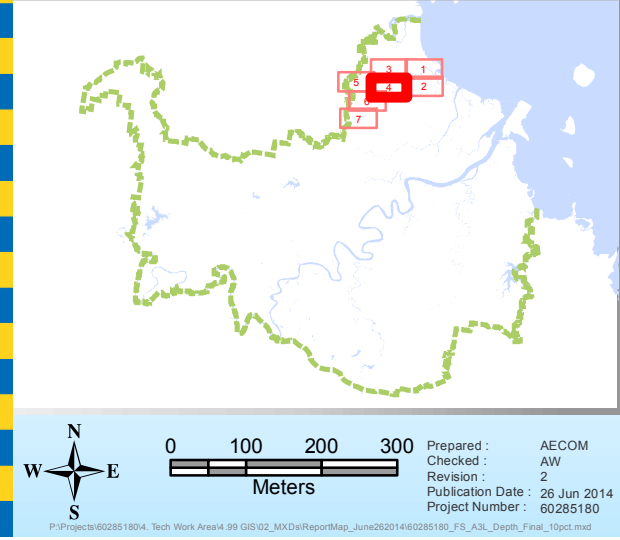 3 1
5 4 2
6
7
N
W E
S
0 100 200 300
Meters
Prepared : AECOM
Checked : AW
Revision : 2
Publication Date : 26 Jun 2014
Project Number : 60285180
P:\Projects\60285180\4. Tech Work Area\4.99 GIS\02_MXDs\ReportMap_June262014\60285180_FS_A3L_Depth_Final_10pct.mxd